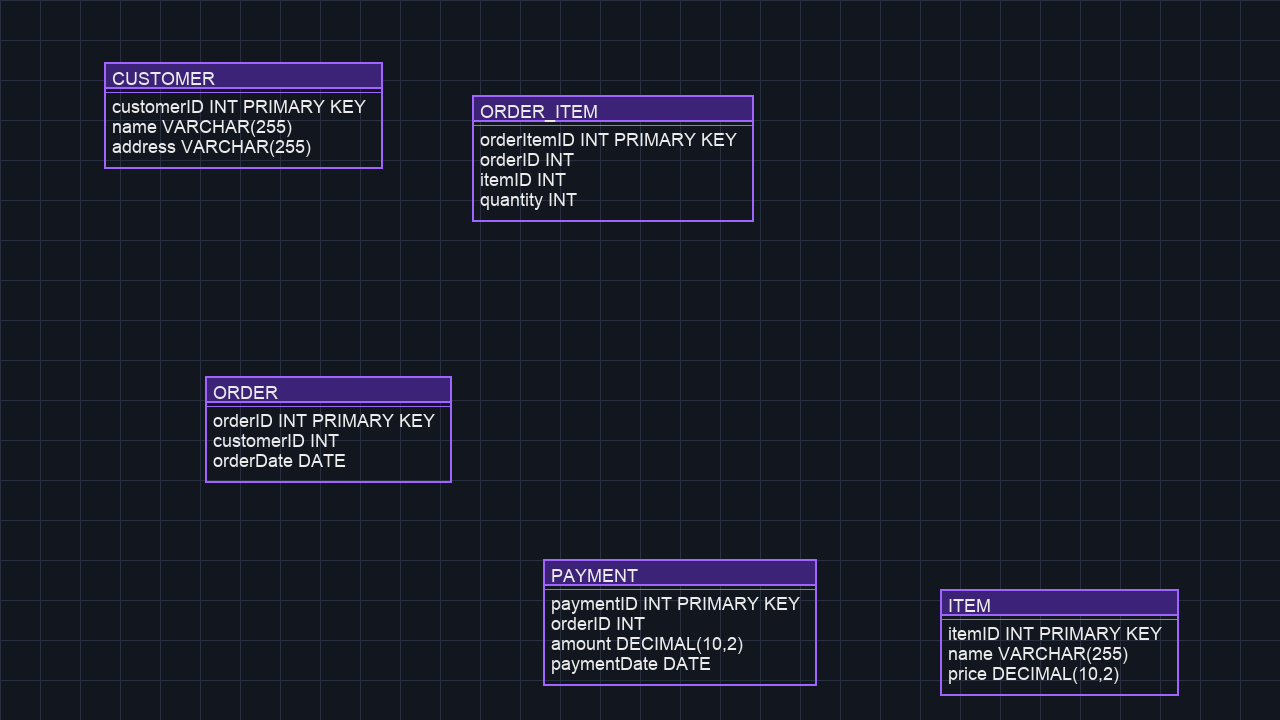 CUSTOMER
customerID INT PRIMARY KEY
name VARCHAR(255)
address VARCHAR(255)
ORDER_ITEM
orderItemID INT PRIMARY KEY
orderID INT
itemID INT
quantity INT
ORDER
orderID INT PRIMARY KEY
customerID INT
orderDate DATE
PAYMENT
paymentID INT PRIMARY KEY
orderID INT
amount DECIMAL(10,2)
paymentDate DATE
ITEM
itemID INT PRIMARY KEY
name VARCHAR(255)
price DECIMAL(10,2)